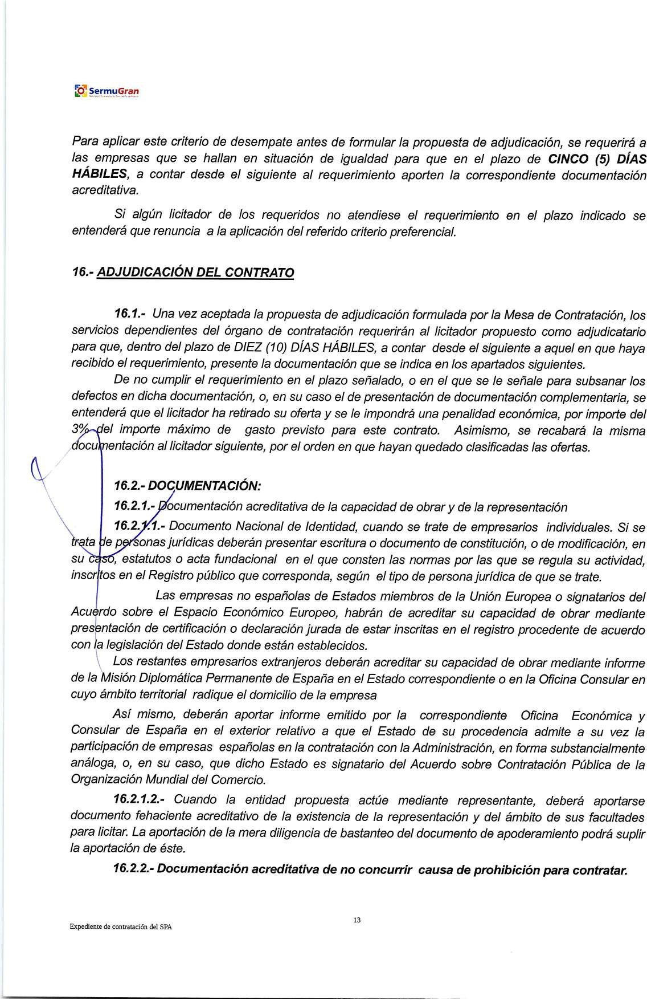 SermuGran
Para aplicar este criterio de desempate antes de formular la propuesta de adjudicación, se requerirá a
las empresas que se hallan en situación de igualdad para que en el plazo de CINCO (5) DÍAS
HÁBILES, a contar desde el siguiente al requerimiento aporten la correspondiente documentación
acreditativa.
Si algún licitador de los requeridos no atendiese el requerimiento en el plazo indicado se
entenderá que renuncia a la aplicación del referido criterio preferencial.
16.- ADJUDICACIÓN DEL CONTRATO
16.1.- Una vez aceptada la propuesta de adjudicación formulada por la Mesa de Contratación, los
servicios dependientes del órgano de contratación requerirán al licitador propuesto como adjudicatario
para que, dentro del plazo de DIEZ (10) DÍAS HÁBILES, a contar desde el siguiente a aquel en que haya
recibido el requerimiento, presente la documentación que se indica en los apartados siguientes.
De no cumplir el requerimiento en el plazo señalado, o en el que se le señale para subsanar los
defectos en dicha documentación, o, en su caso el de presentación de documentación complementaria, se
entenderá que el licitador ha retirado su oferta y se le impondrá una penalidad económica, por importe del
3% del importe máximo de gasto previsto para este contrato. Asimismo, se recabará la misma
documentación al licitador siguiente, por el orden en que hayan quedado clasificadas las ofertas.
16.2.- DOCUMENTACIÓN:
16.2.1.- Documentación acreditativa de la capacidad de obrar y de la representación
16.2.1.1.- Documento Nacional de Identidad, cuando se trate de empresarios individuales. Si se
trata de personas jurídicas deberán presentar escritura o documento de constitución, o de modificación, en
su caso, estatutos o acta fundacional en el que consten las normas por las que se regula su actividad,
inscritos en el Registro público que corresponda, según el tipo de persona jurídica de que se trate.
Las empresas no españolas de Estados miembros de la Unión Europea o signatarios del
Acuerdo sobre el Espacio Económico Europeo, habrán de acreditar su capacidad de obrar mediante
presentación de certificación o declaración jurada de estar inscritas en el registro procedente de acuerdo
con la legislación del Estado donde están establecidos.
Los restantes empresarios extranjeros deberán acreditar su capacidad de obrar mediante informe
de la Misión Diplomática Permanente de España en el Estado correspondiente o en la Oficina Consular en
cuyo ámbito territorial radique el domicilio de la empresa
Así mismo, deberán aportar informe emitido por la correspondiente Oficina Económica y
Consular de España en el exterior relativo a que el Estado de su procedencia admite a su vez la
participación de empresas españolas en la contratación con la Administración, en forma substancialmente
análoga, o, en su caso, que dicho Estado es signatario del Acuerdo sobre Contratación Pública de la
Organización Mundial del Comercio.
16.2.1.2.- Cuando la entidad propuesta actúe mediante representante, deberá aportarse
documento fehaciente acreditativo de la existencia de la representación y del ámbito de sus facultades
para licitar. La aportación de la mera diligencia de bastanteo del documento de apoderamiento podrá suplir
la aportación de éste.
16.2.2.- Documentación acreditativa de no concurrir causa de prohibición para contratar.
13
Expediente de contratación del SPA